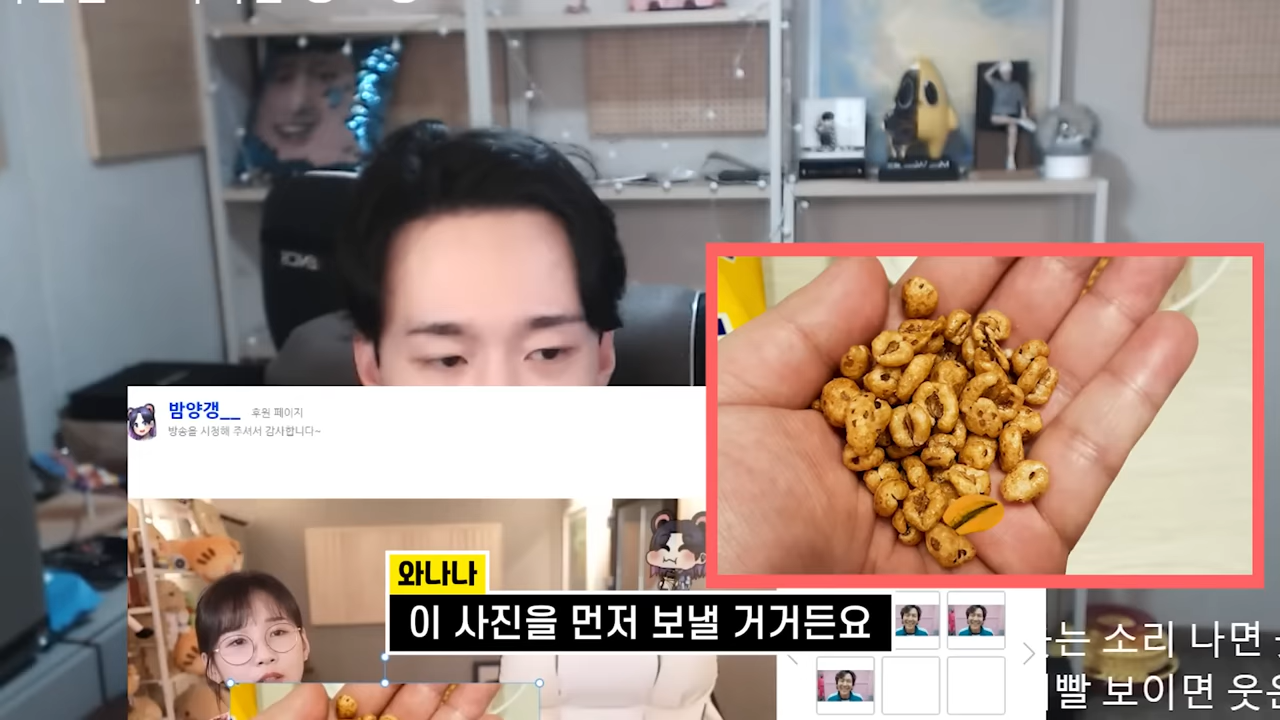 밤양갱__ 후원 페이지
방송을 시청해 주셔서 감사합니다~
와나나
이 사진을 먼저 보낼 거거든요
는 소리 나면
빨 보이면 웃은